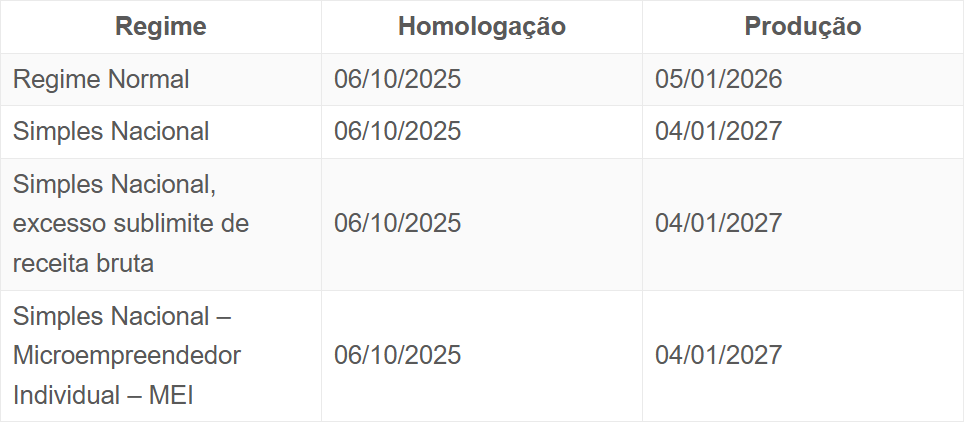 Regime Homologação Produção
Regime Normal 06/10/2025 05/01/2026
Simples Nacional 06/10/2025 04/01/2027
Simples Nacional,
excesso sublimite de
receita bruta
06/10/2025 04/01/2027
Simples Nacional –
Microempreendedor
Individual – MEI
06/10/2025 04/01/2027